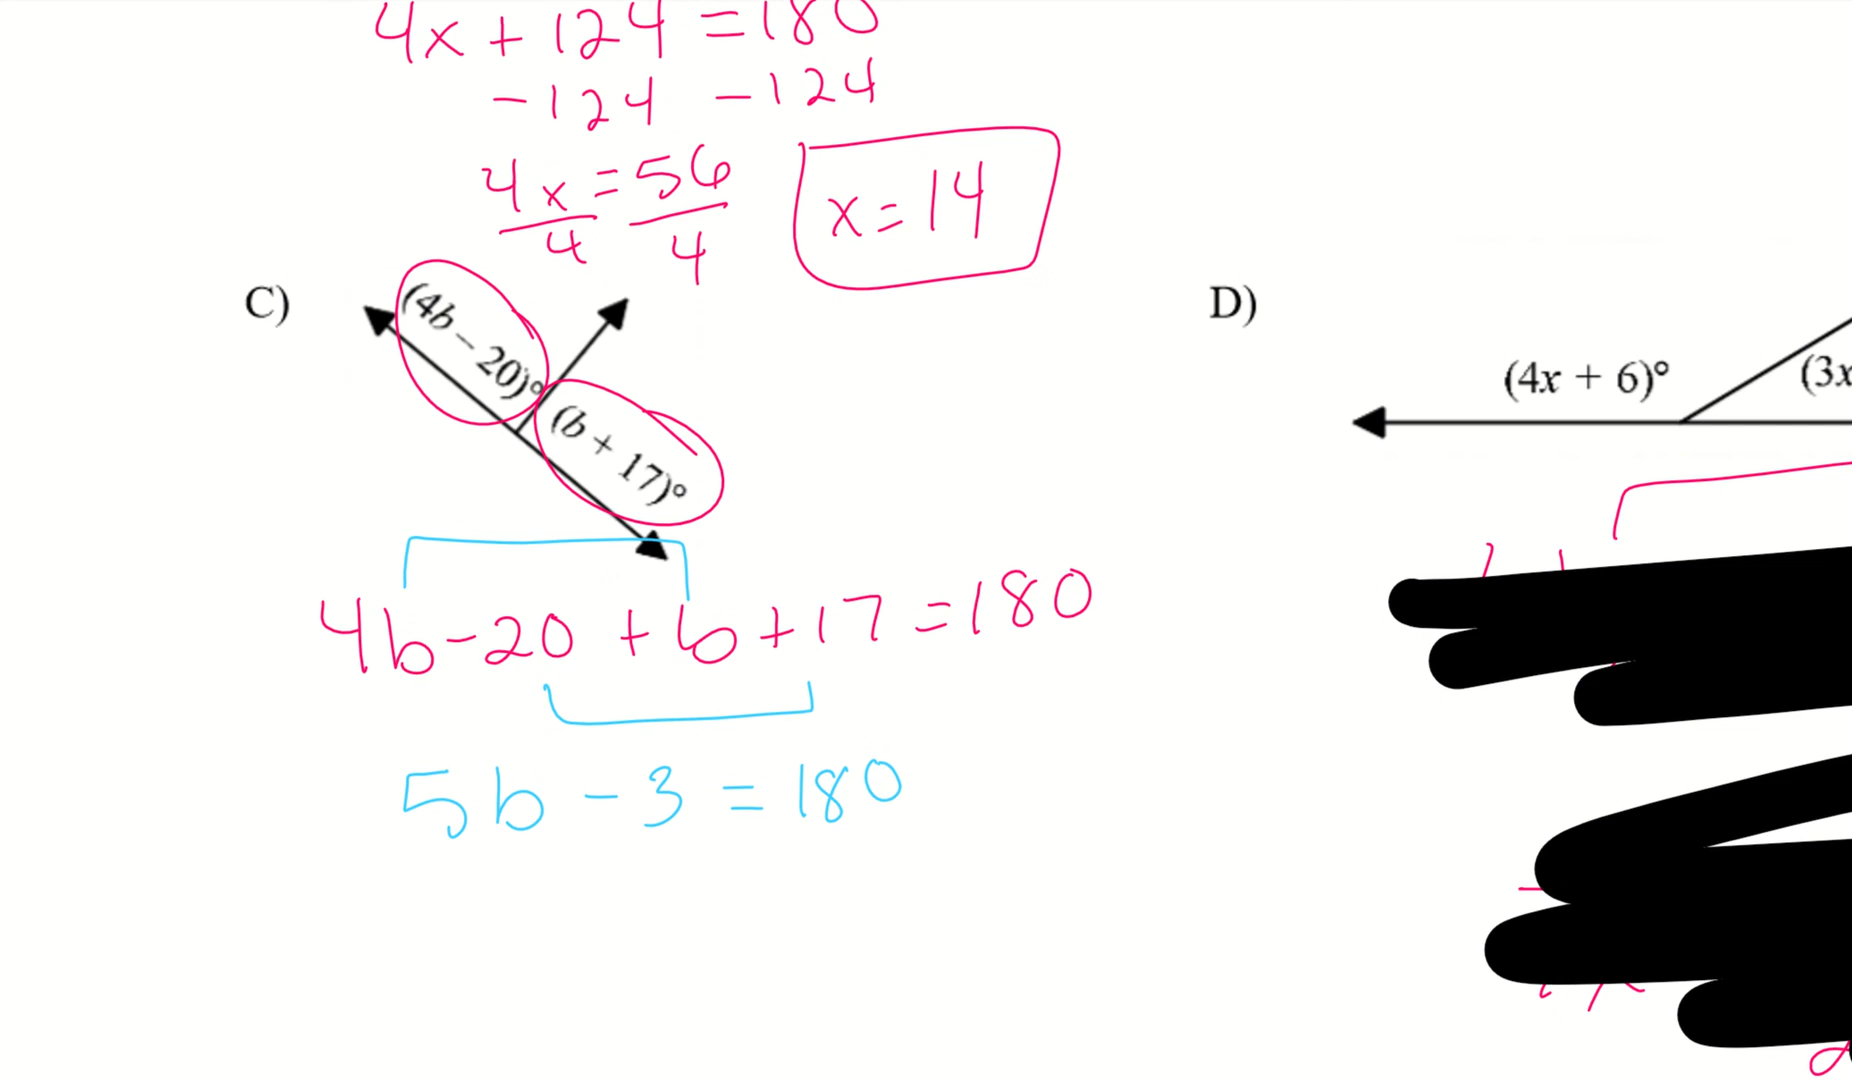 4x + 124 = 180
-124 -124
4x = 56
4 4
x = 14
C)
(4b – 20)°
(b + 17)°
4b - 20 + b + 17 = 180
5b - 3 = 180
D)
(4x + 6)°
(3x